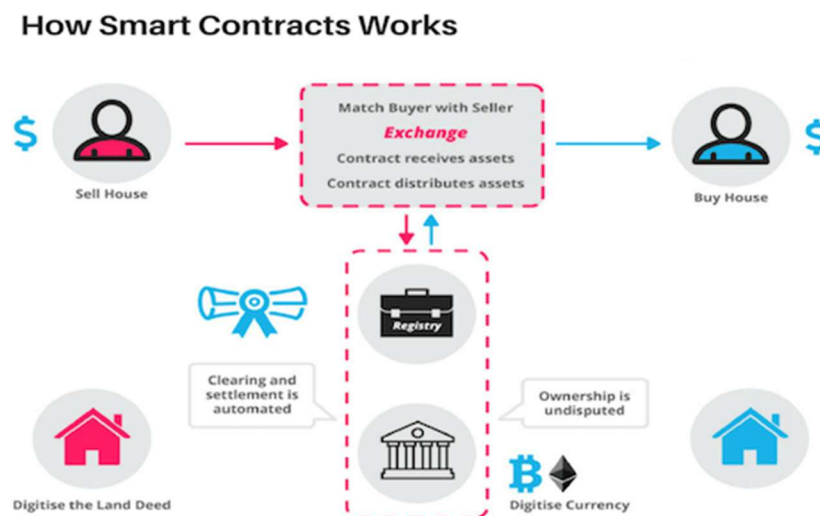 How Smart Contracts Works
Match Buyer with Seller
Exchange
Contract receives assets
Contract distributes assets
$
$
Sell House
Buy House
Registry
Clearing and
settlement is
automated
Ownership is
undisputed
Digitise the Land Deed
Digitise Currency